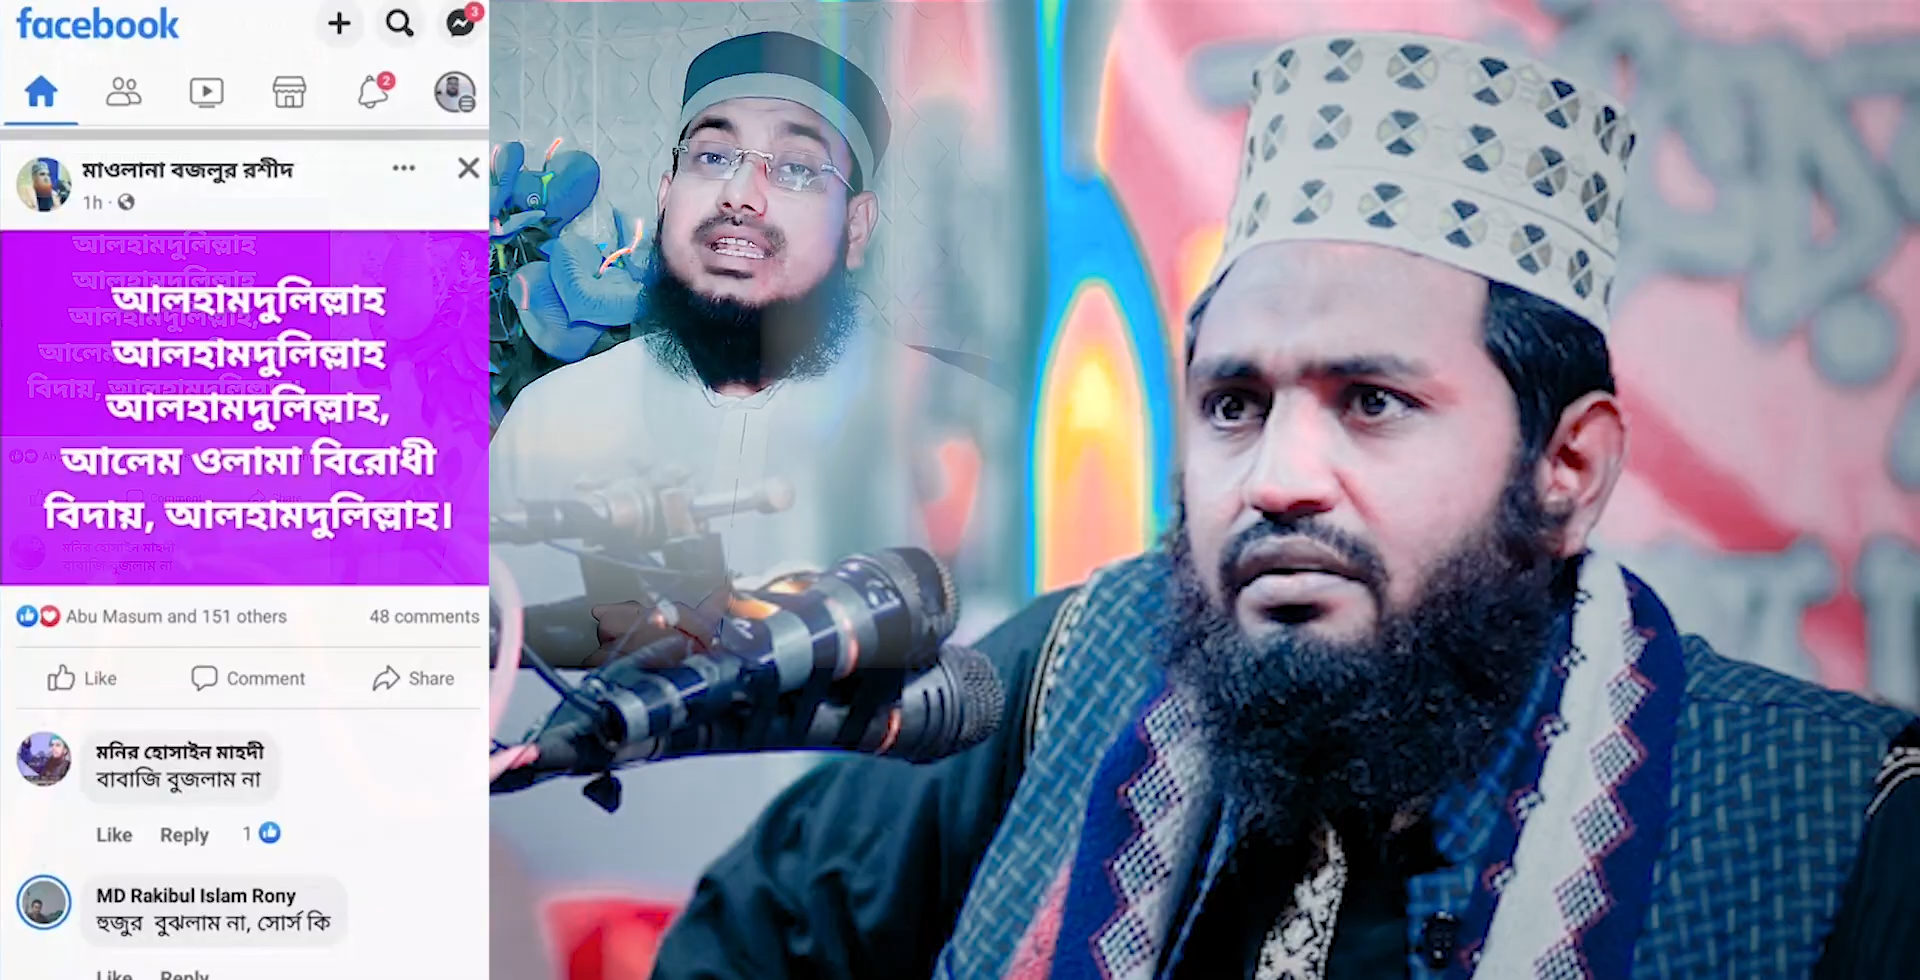 facebook
3
2
মাওলানা বজলুর রশীদ
1h ·
আলহামদুলিল্লাহ
আলহামদুলিল্লাহ
আলহামদুলিল্লাহ,
আলেম ওলামা বিরোধী
বিদায়, আলহামদুলিল্লাহ।
Abu Masum and 151 others
48 comments
Like
Comment
Share
মনির হোসাইন মাহদী
বাবাজি বুজলাম না
Like
Reply
1
MD Rakibul Islam Rony
হুজুর বুঝলাম না, সোর্স কি
Like
Reply